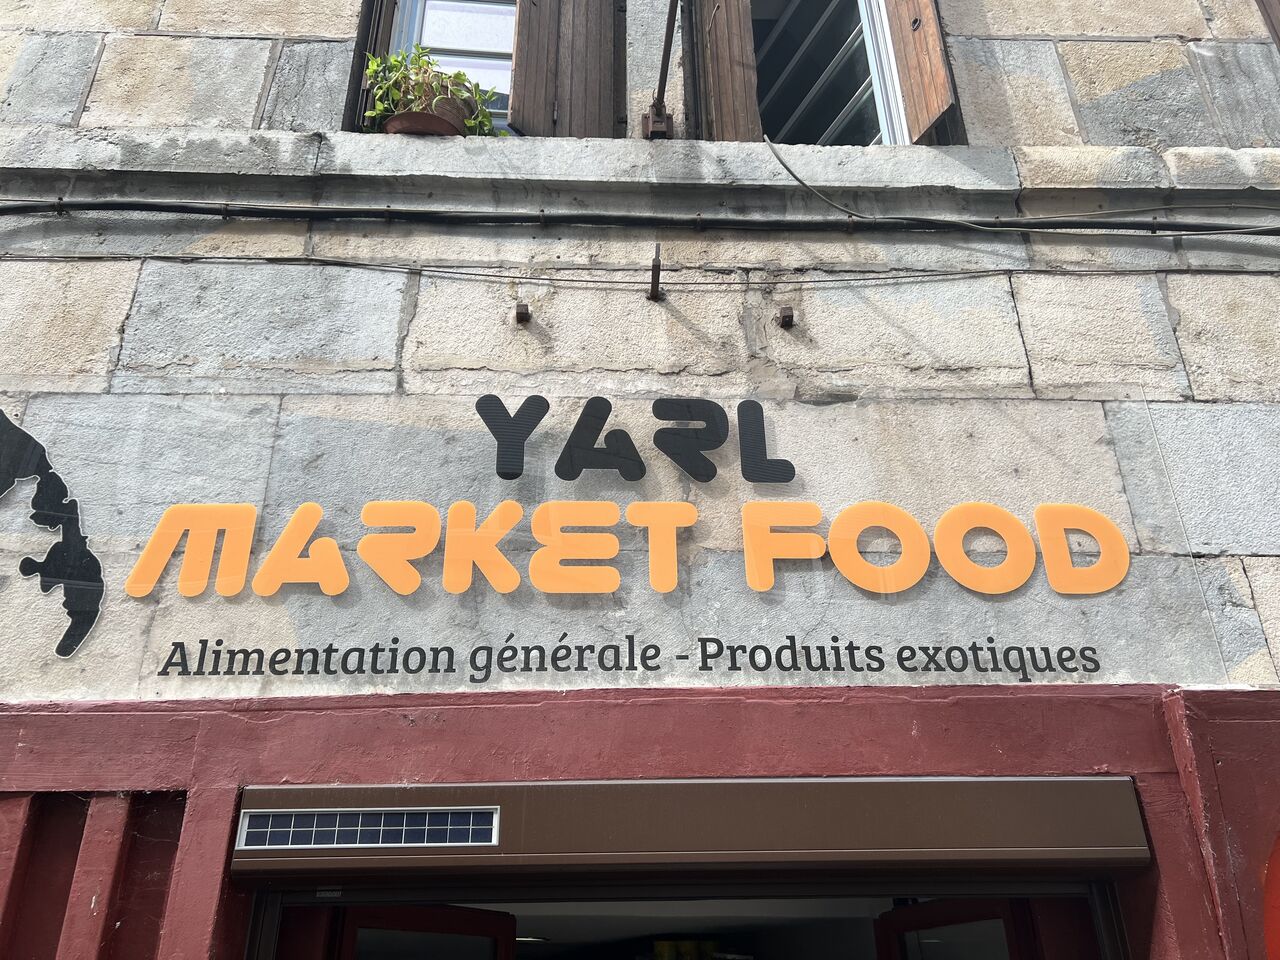 YARL
MARKET FOOD
Alimentation générale - Produits exotiques